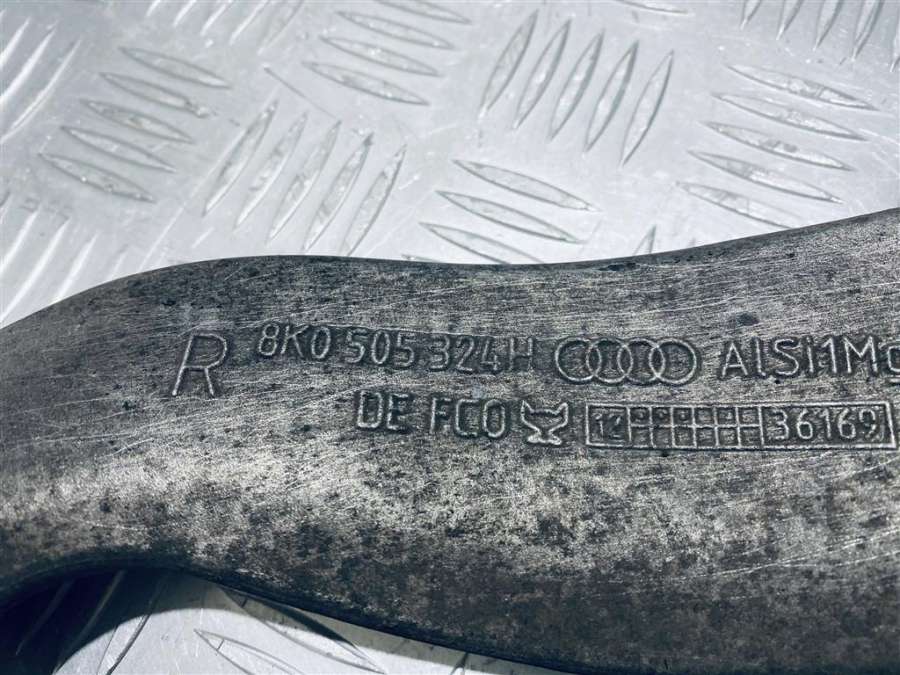 R 8K0 505 324H AlSi1Mg
DE FCO 12 36169